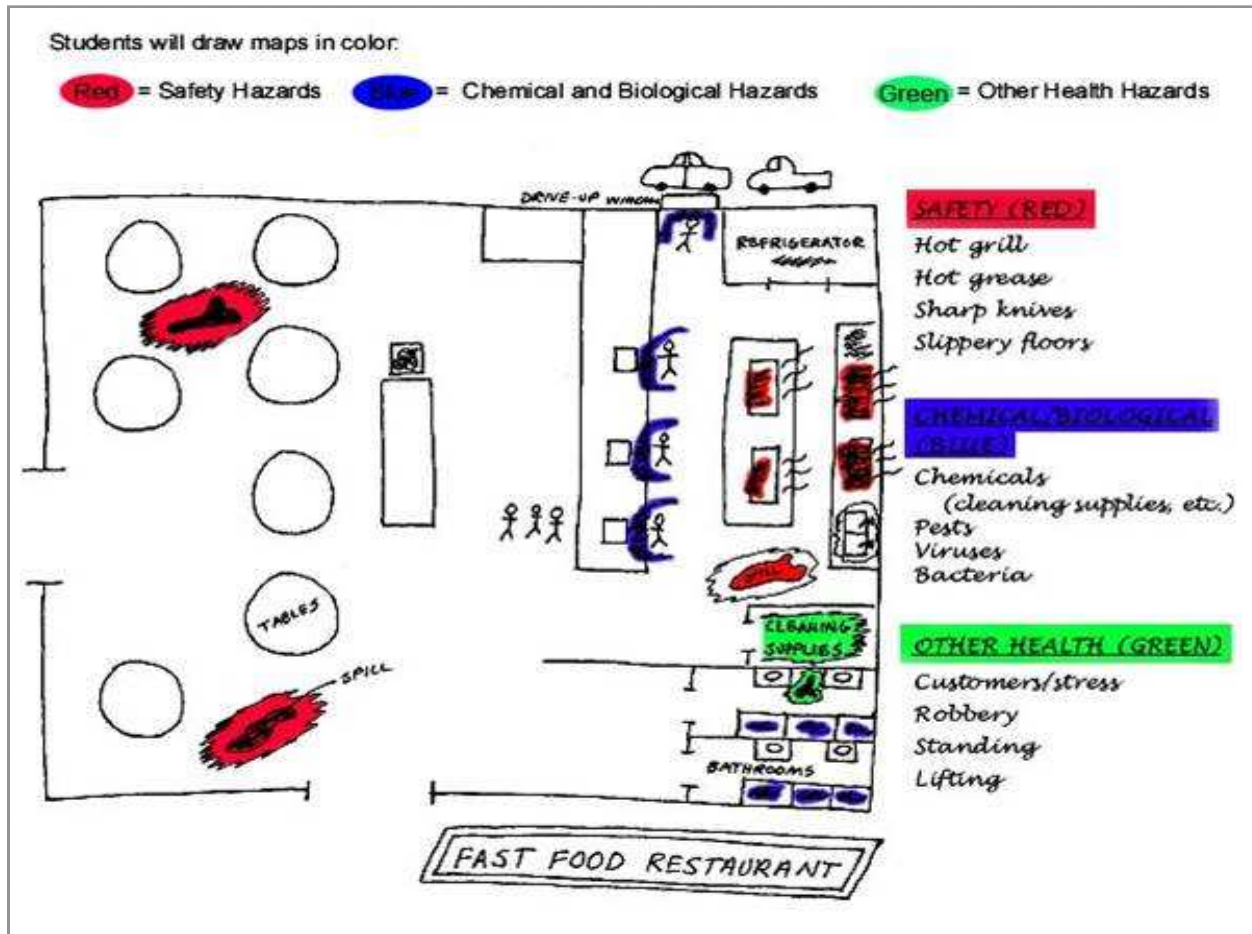 Students will draw maps in color:
Red = Safety Hazards Blue = Chemical and Biological Hazards Green = Other Health Hazards
DRIVE-UP WINDOW
REFRIGERATOR
SAFETY (RED)
Hot grill
Hot grease
Sharp knives
Slippery floors
CHEMICAL/BIOLOGICAL
(BLUE)
Chemicals
(cleaning supplies, etc.)
Pests
Viruses
Bacteria
SPILL
CLEANING
SUPPLIES
TABLES
SPILL
OTHER HEALTH (GREEN)
Customers/stress
Robbery
Standing
Lifting
BATHROOMS
FAST FOOD RESTAURANT